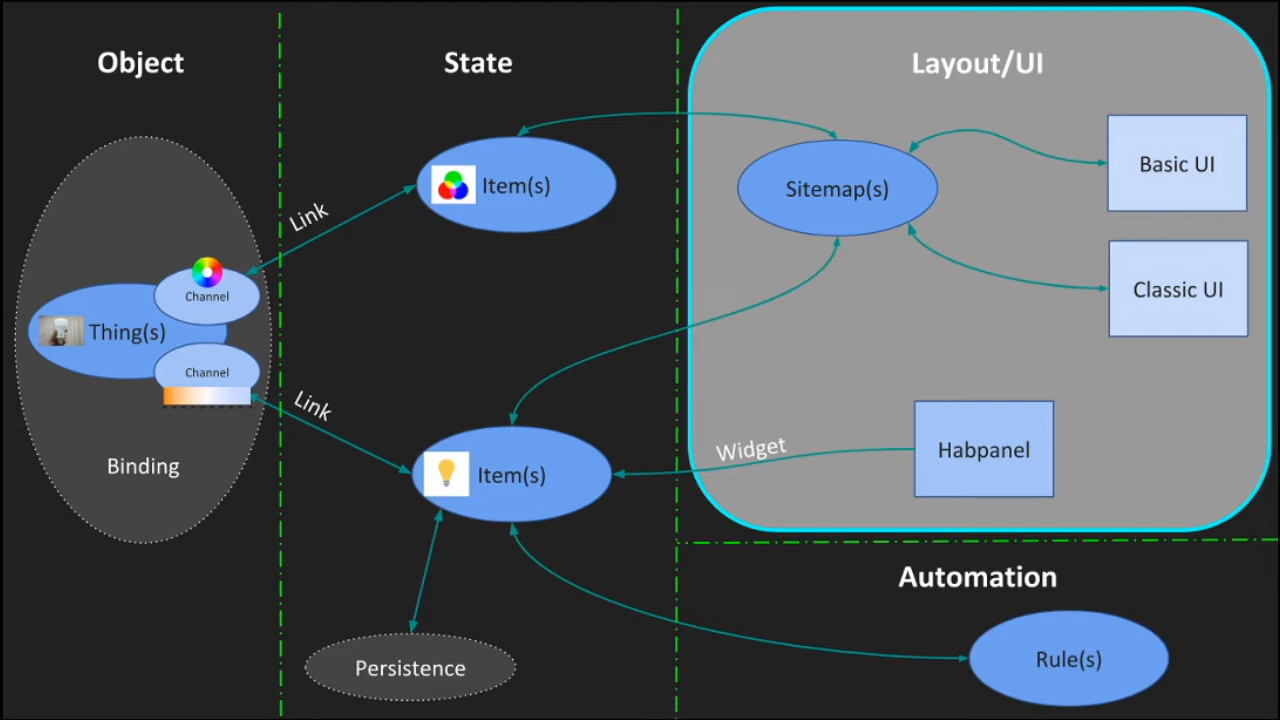 Object
State
Layout/UI
Item(s)
Sitemap(s)
Basic UI
Link
Channel
Thing(s)
Channel
Classic UI
Link
Binding
Item(s)
Widget
Habpanel
Automation
Persistence
Rule(s)